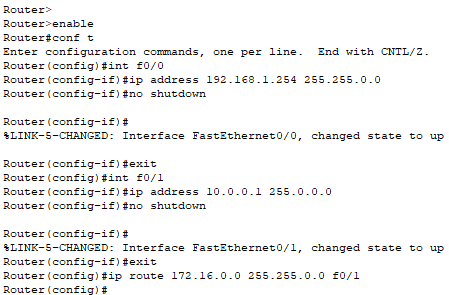 Router>
Router>enable
Router#conf t
Enter configuration commands, one per line.  End with CNTL/Z.
Router(config)#int f0/0
Router(config-if)#ip address 192.168.1.254 255.255.0.0
Router(config-if)#no shutdown
Router(config-if)#
%LINK-5-CHANGED: Interface FastEthernet0/0, changed state to up
Router(config-if)#exit
Router(config)#int f0/1
Router(config-if)#ip address 10.0.0.1 255.0.0.0
Router(config-if)#no shutdown
Router(config-if)#
%LINK-5-CHANGED: Interface FastEthernet0/1, changed state to up
Router(config-if)#exit
Router(config)#ip route 172.16.0.0 255.255.0.0 f0/1
Router(config)#